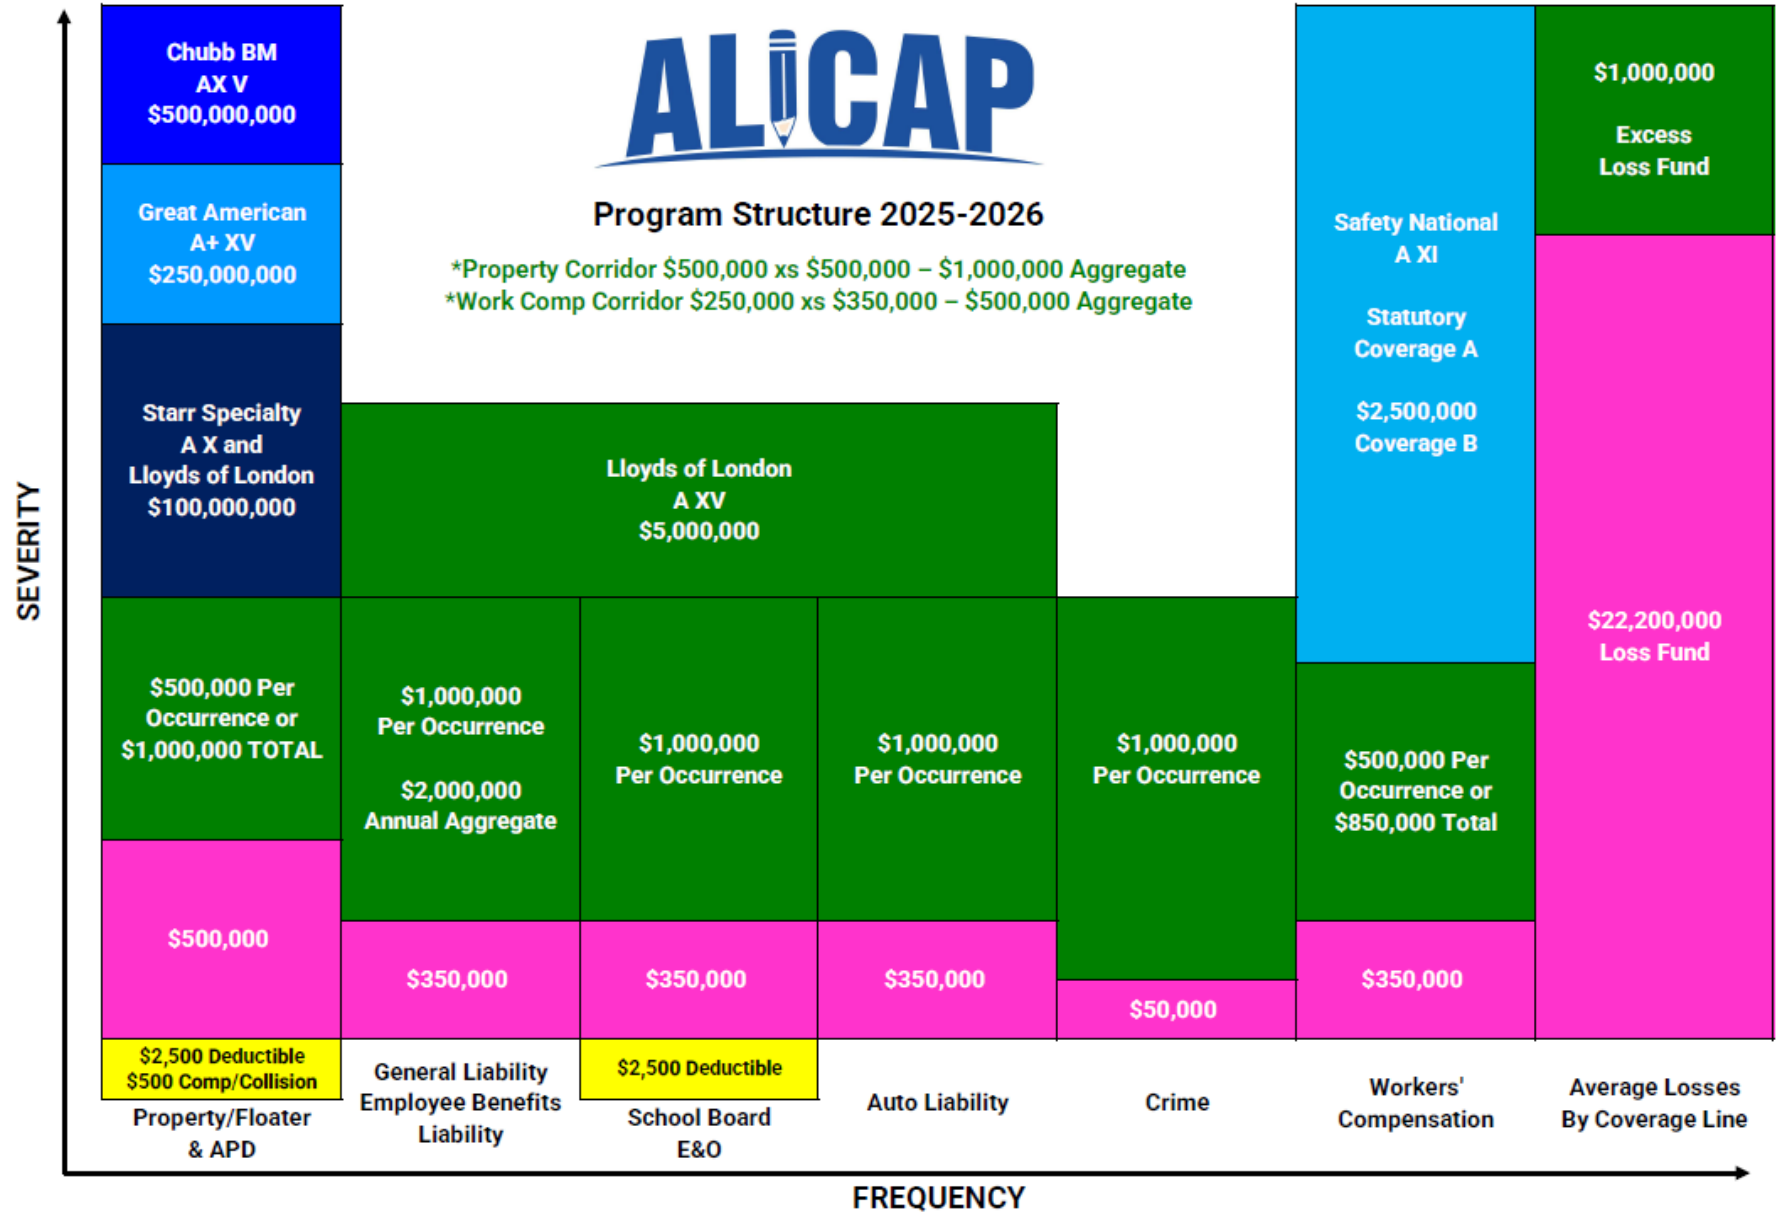 Chubb BM
AX V
$500,000,000
Great American
A+ XV
$250,000,000
Starr Specialty
A X and
Lloyds of London
$100,000,000
$500,000 Per
Occurrence or
$1,000,000 TOTAL
$500,000
$2,500 Deductible
$500 Comp/Collision
Property/Floater
& APD
ALICAP
Program Structure 2025-2026
*Property Corridor $500,000 xs $500,000 – $1,000,000 Aggregate
*Work Comp Corridor $250,000 xs $350,000 – $500,000 Aggregate
Lloyds of London
A XV
$5,000,000
$1,000,000
Per Occurrence
$2,000,000
Annual Aggregate
$350,000
General Liability
Employee Benefits
Liability
$1,000,000
Per Occurrence
$350,000
$2,500 Deductible
School Board
E&O
$1,000,000
Per Occurrence
$350,000
Auto Liability
$1,000,000
Per Occurrence
$50,000
Crime
Safety National
A XI
Statutory
Coverage A
$2,500,000
Coverage B
$500,000 Per
Occurrence or
$850,000 Total
$350,000
Workers'
Compensation
$1,000,000
Excess
Loss Fund
$22,200,000
Loss Fund
Average Losses
By Coverage Line
SEVERITY
FREQUENCY